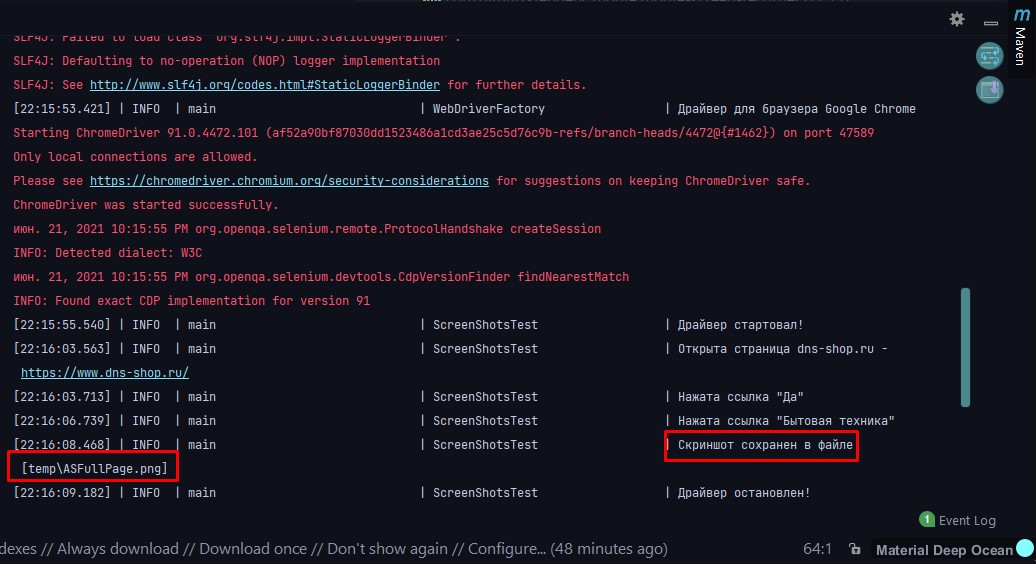 SLF4J: Failed to load class "org.slf4j.impl.StaticLoggerBinder".
SLF4J: Defaulting to no-operation (NOP) logger implementation
SLF4J: See http://www.slf4j.org/codes.html#StaticLoggerBinder for further details.
[22:15:53.421] | INFO | main | WebDriverFactory | Драйвер для браузера Google Chrome
Starting ChromeDriver 91.0.4472.101 (af52a90bf87030dd1523486a1cd3ae25c5d76c9b-refs/branch-heads/4472@{#1462}) on port 47589
Only local connections are allowed.
Please see https://chromedriver.chromium.org/security-considerations for suggestions on keeping ChromeDriver safe.
ChromeDriver was started successfully.
июн. 21, 2021 10:15:55 PM org.openqa.selenium.remote.ProtocolHandshake createSession
INFO: Detected dialect: W3C
июн. 21, 2021 10:15:55 PM org.openqa.selenium.devtools.CdpVersionFinder findNearestMatch
INFO: Found exact CDP implementation for version 91
[22:15:55.540] | INFO | main | ScreenShotsTest | Драйвер стартовал!
[22:16:03.563] | INFO | main | ScreenShotsTest | Открыта страница dns-shop.ru -
https://www.dns-shop.ru/
[22:16:03.713] | INFO | main | ScreenShotsTest | Нажата ссылка "Да"
[22:16:06.739] | INFO | main | ScreenShotsTest | Нажата ссылка "Бытовая техника"
[22:16:08.468] | INFO | main | ScreenShotsTest | Скриншот сохранен в файле
[temp\ASFullPage.png]
[22:16:09.182] | INFO | main | ScreenShotsTest | Драйвер остановлен!
m
Maven
1 Event Log
dexes // Always download // Download once // Don't show again // Configure... (48 minutes ago)
64:1
Material Deep Ocean